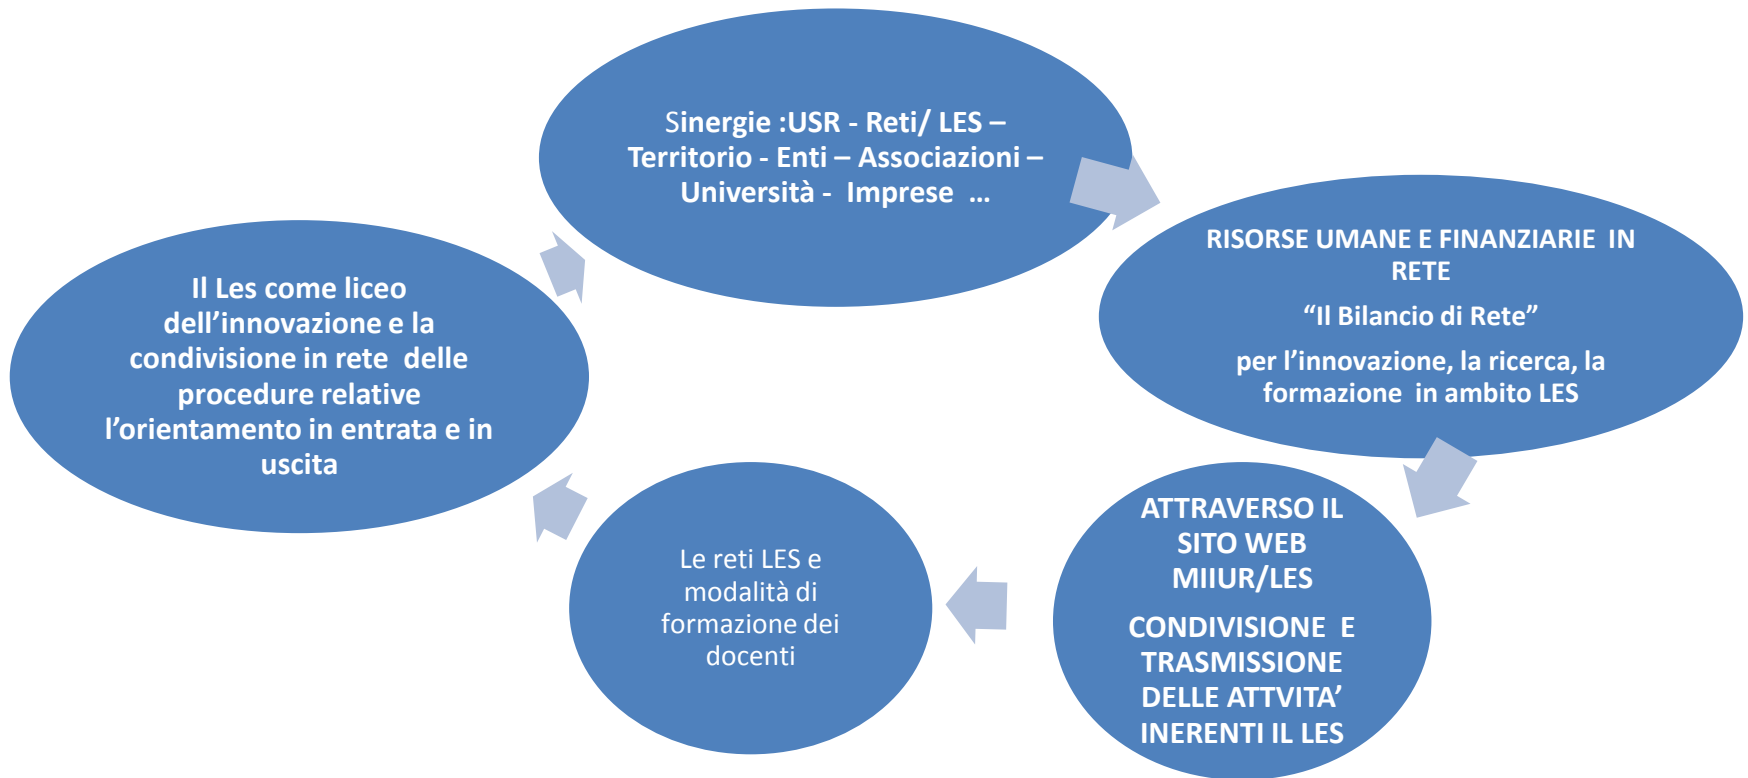 Sinergie :USR - Reti/ LES –
Territorio - Enti – Associazioni –
Università - Imprese ...
RISORSE UMANE E FINANZIARIE IN
RETE
“Il Bilancio di Rete”
per l’innovazione, la ricerca, la
formazione in ambito LES
ATTRAVERSO IL
SITO WEB
MIIUR/LES
CONDIVISIONE E
TRASMISSIONE
DELLE ATTVITA’
INERENTI IL LES
Le reti LES e
modalità di
formazione dei
docenti
Il Les come liceo
dell’innovazione e la
condivisione in rete delle
procedure relative
l’orientamento in entrata e in
uscita